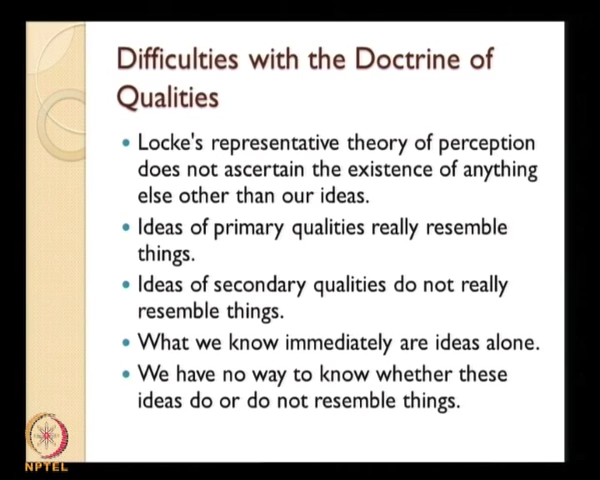 Difficulties with the Doctrine of
Qualities
Locke's representative theory of perception
does not ascertain the existence of anything
else other than our ideas.
Ideas of primary qualities really resemble
things.
Ideas of secondary qualities do not really
resemble things.
What we know immediately are ideas alone.
We have no way to know whether these
ideas do or do not resemble things.
NPTEL